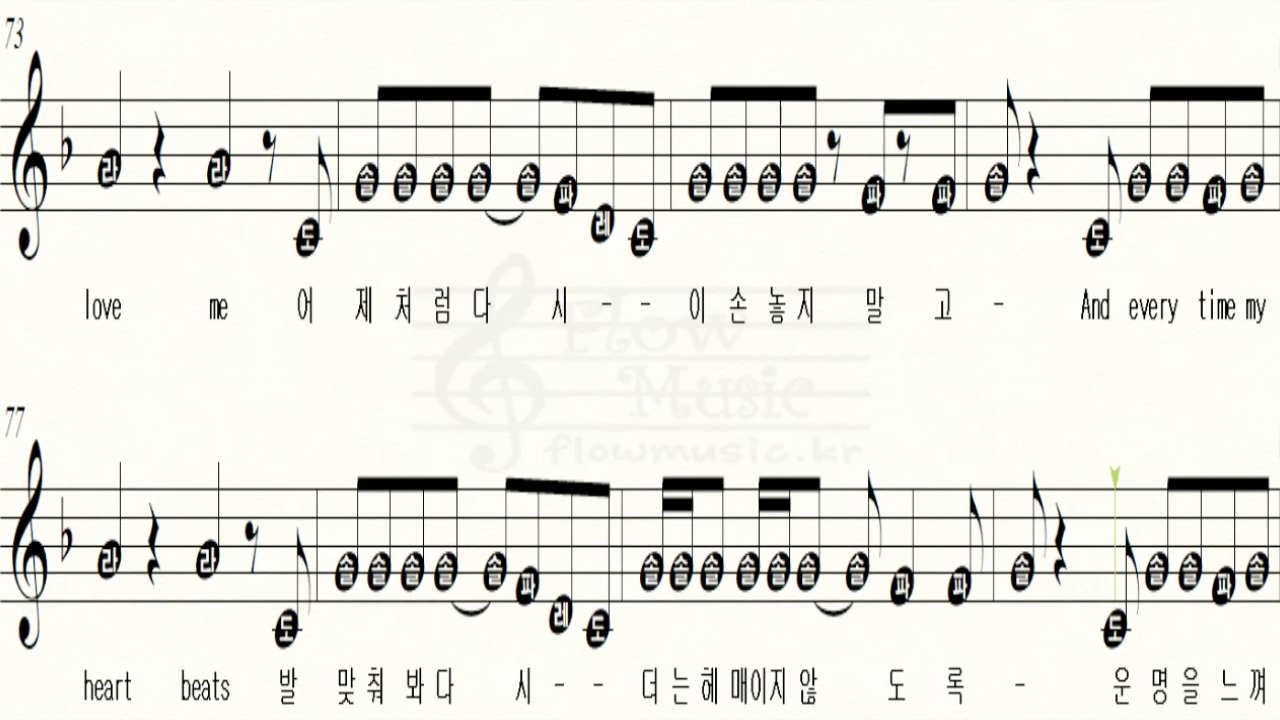 73
라 라 도 솔 솔 솔 솔 솔 파 레 도 솔 솔 솔 솔 파 파 솔 도 솔 솔 파 솔
love me 어 제 처 럼 다 시 - - 이 손 놓 지 말 고 - And every time my
Flow
Music
flowmusic.kr
77
라 라 도 솔 솔 솔 솔 솔 파 레 도 솔 솔 솔 솔 솔 솔 솔 파 파 솔 도 솔 솔 파 솔
heart beats 발 맞 춰 봐 다 시 - - 더 는 헤 매 이 지 않 도 록 - 운 명 을 느 껴